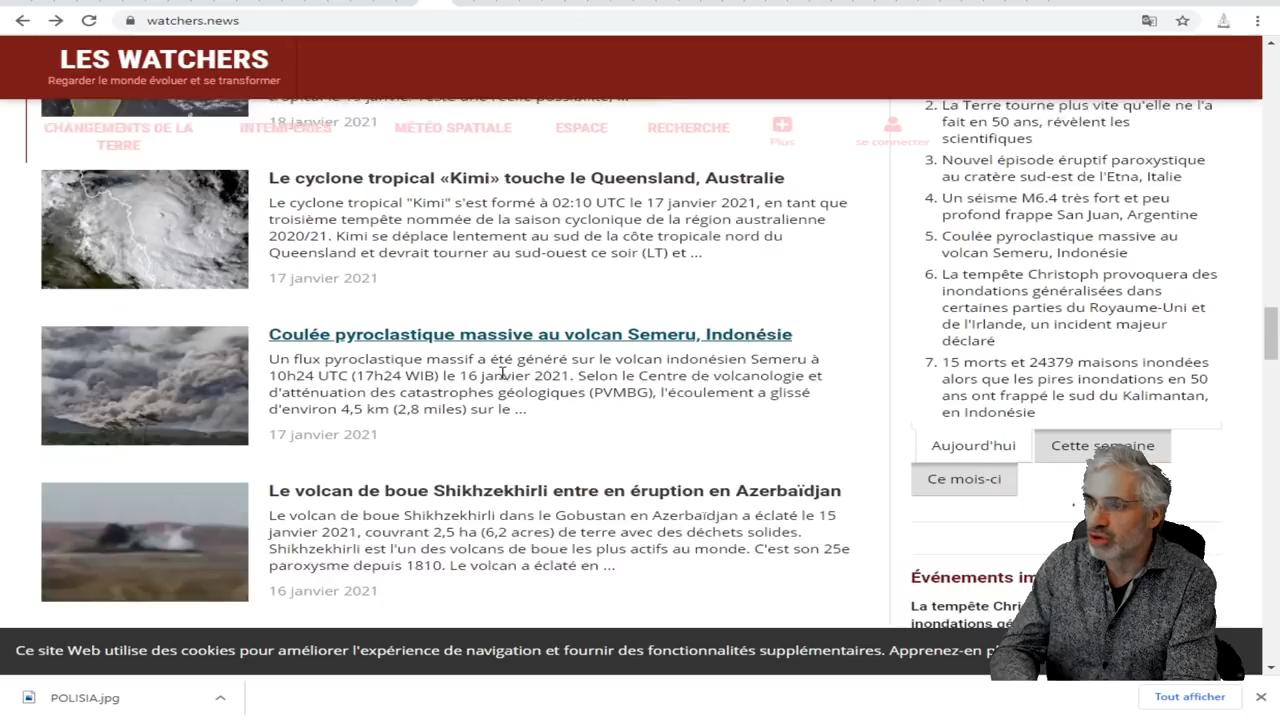 watchers.news
LES WATCHERS
Regarder le monde évoluer et se transformer
18 janvier 2021
CHANGEMENTS DE LA TERRE
INTEMPÉRIES
MÉTÉO SPATIALE
ESPACE
RECHERCHE
Plus
se connecter
Le cyclone tropical «Kimi» touche le Queensland, Australie
Le cyclone tropical "Kimi" s'est formé à 02:10 UTC le 17 janvier 2021, en tant que
troisième tempête nommée de la saison cyclonique de la région australienne
2020/21. Kimi se déplace lentement au sud de la côte tropicale nord du
Queensland et devrait tourner au sud-ouest ce soir (LT) et ...
17 janvier 2021
Coulée pyroclastique massive au volcan Semeru, Indonésie
Un flux pyroclastique massif a été généré sur le volcan indonésien Semeru à
10h24 UTC (17h24 WIB) le 16 janvier 2021. Selon le Centre de volcanologie et
d'atténuation des catastrophes géologiques (PVMBG), l'écoulement a glissé
d'environ 4,5 km (2,8 miles) sur le ...
17 janvier 2021
Le volcan de boue Shikhzekhirli entre en éruption en Azerbaïdjan
Le volcan de boue Shikhzekhirli dans le Gobustan en Azerbaïdjan a éclaté le 15
janvier 2021, couvrant 2,5 ha (6,2 acres) de terre avec des déchets solides.
Shikhzekhirli est l'un des volcans de boue les plus actifs au monde. C'est son 25e
paroxysme depuis 1810. Le volcan a éclaté en ...
16 janvier 2021
2. La Terre tourne plus vite qu'elle ne l'a
fait en 50 ans, révèlent les
scientifiques
3. Nouvel épisode éruptif paroxystique
au cratère sud-est de l'Etna, Italie
4. Un séisme M6.4 très fort et peu
profond frappe San Juan, Argentine
5. Coulée pyroclastique massive au
volcan Semeru, Indonésie
6. La tempête Christoph provoquera des
inondations généralisées dans
certaines parties du Royaume-Uni et
de l'Irlande, un incident majeur
déclaré
7. 15 morts et 24379 maisons inondées
alors que les pires inondations en 50
ans ont frappé le sud du Kalimantan,
en Indonésie
Aujourd'hui
Cette semaine
Ce mois-ci
Événements
La tempête
inondations
Ce site Web utilise des cookies pour améliorer l'expérience de navigation et fournir des fonctionnalités supplémentaires. Apprenez-en
POLISIA.jpg
Tout afficher